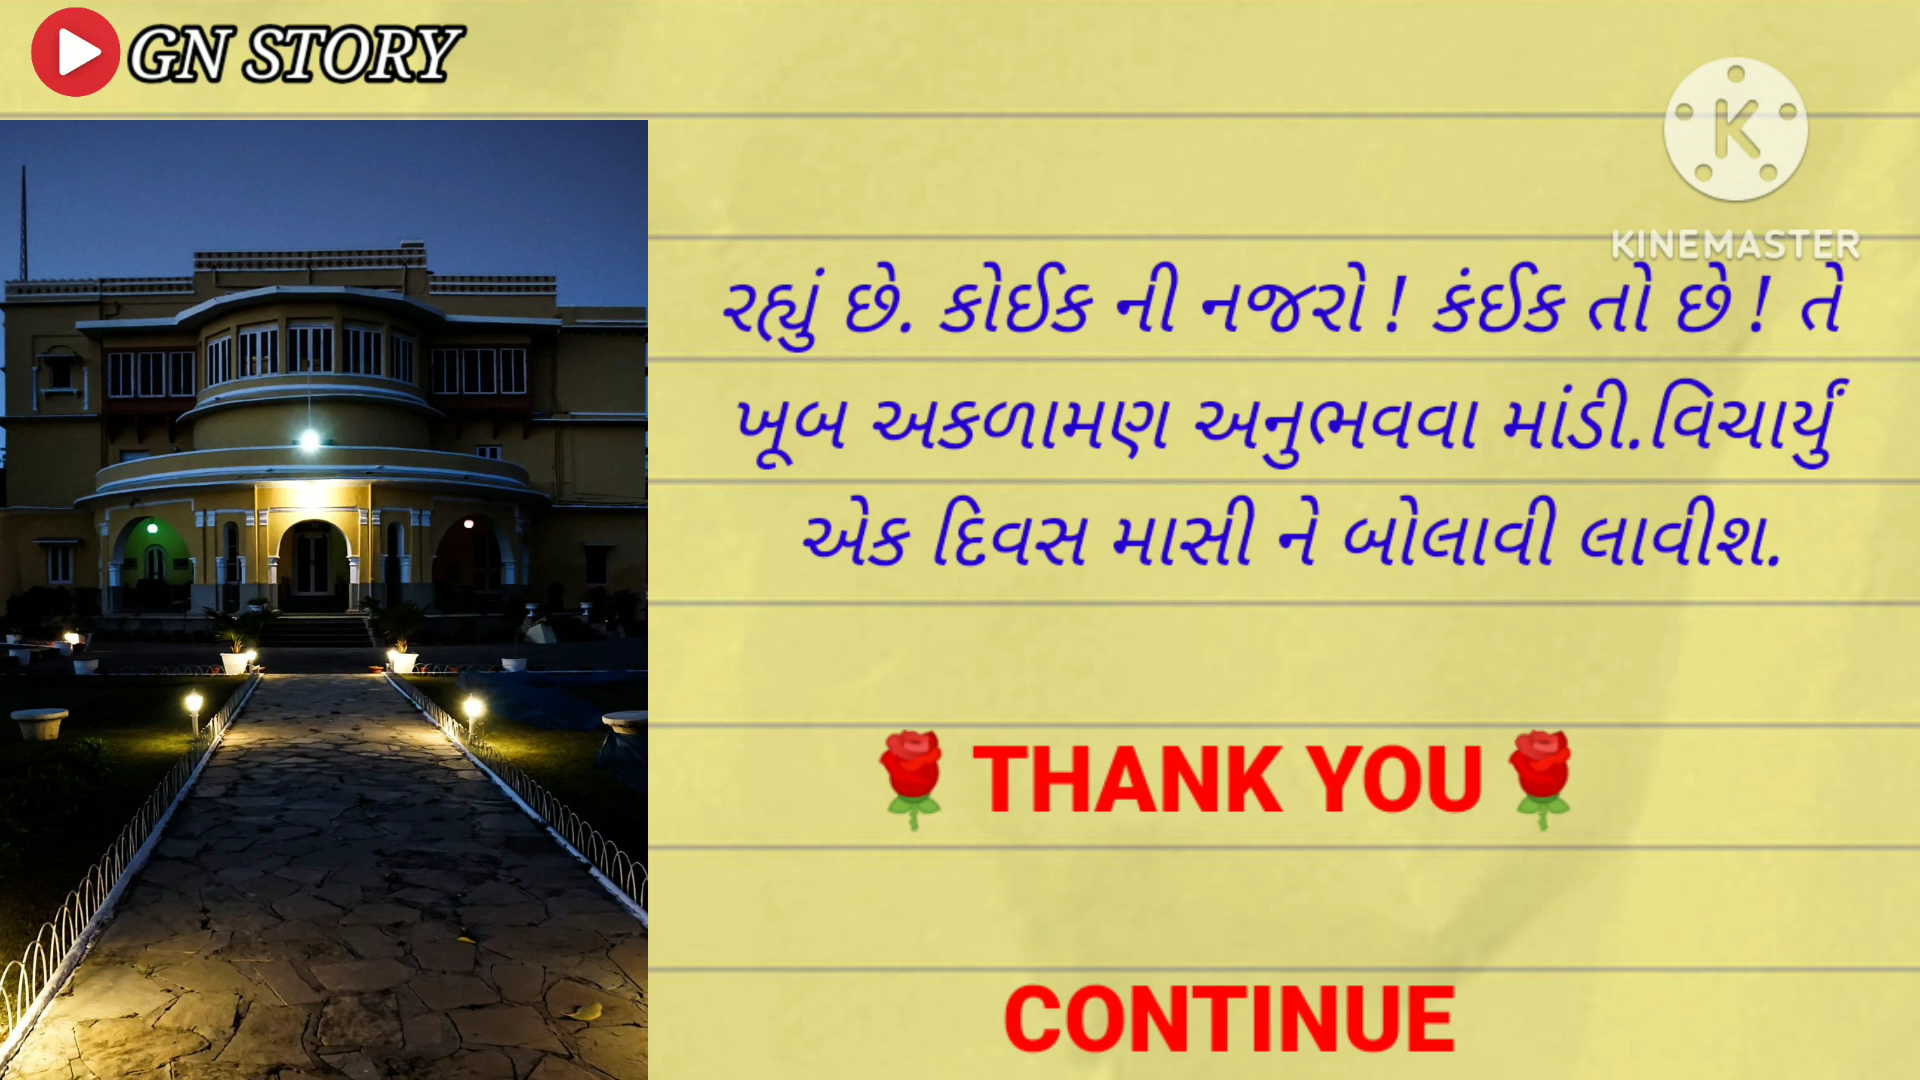 GN STORY
KINEMASTER
રહ્યું છે. કોઈક ની નજરો ! કંઈક તો છે ! તે
ખૂબ અકળામણ અનુભવવા માંડી.વિચાર્યું
એક દિવસ માસી ને બોલાવી લાવીશ.
🌹THANK YOU🌹
CONTINUE